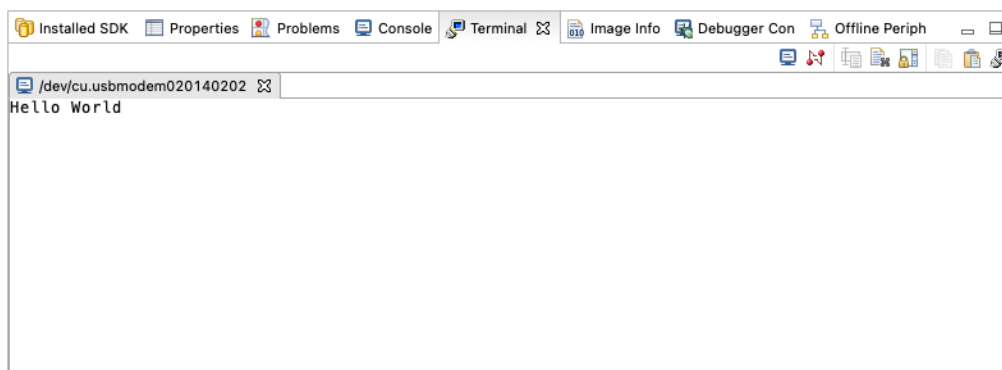 Installed SDK Properties Problems Console Terminal Image Info Debugger Con Offline Periph
/dev/cu.usbmodem020140202
Hello World